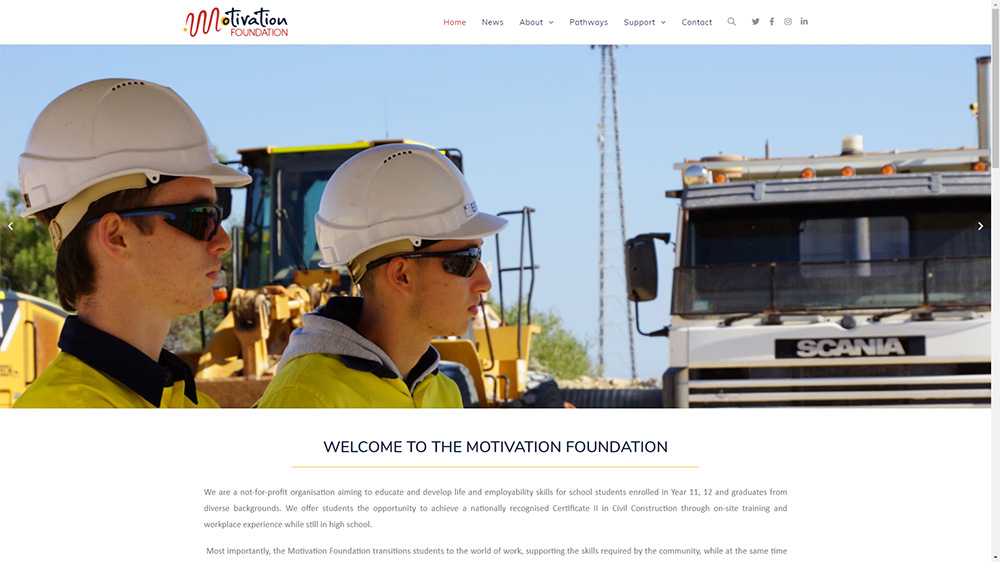 Motivation
FOUNDATION
Home News About Pathways Support Contact
SCANIA
WELCOME TO THE MOTIVATION FOUNDATION
We are a not-for-profit organisation aiming to educate and develop life and employability skills for school students enrolled in Year 11, 12 and graduates from
diverse backgrounds. We offer students the opportunity to achieve a nationally recognised Certificate II in Civil Construction through on-site training and
workplace experience while still in high school.
Most importantly, the Motivation Foundation transitions students to the world of work, supporting the skills required by the community, while at the same time